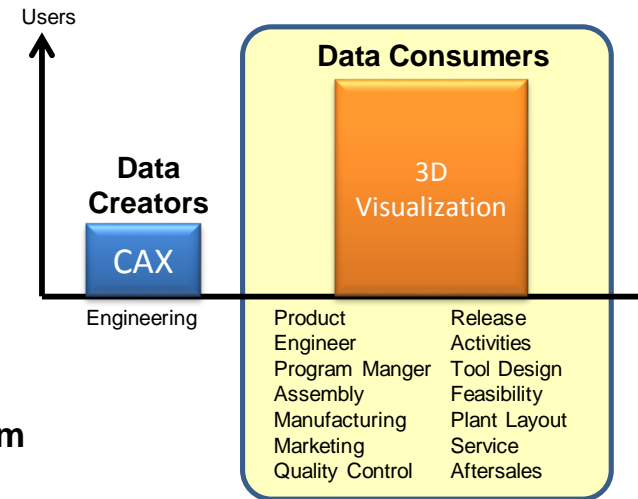 Users
Data Consumers
3D
Visualization
Data
Creators
CAX
Engineering
Product
Engineer
Program Manger
Assembly
Manufacturing
Marketing
Quality Control
Release
Activities
Tool Design
Feasibility
Plant Layout
Service
Aftersales
m